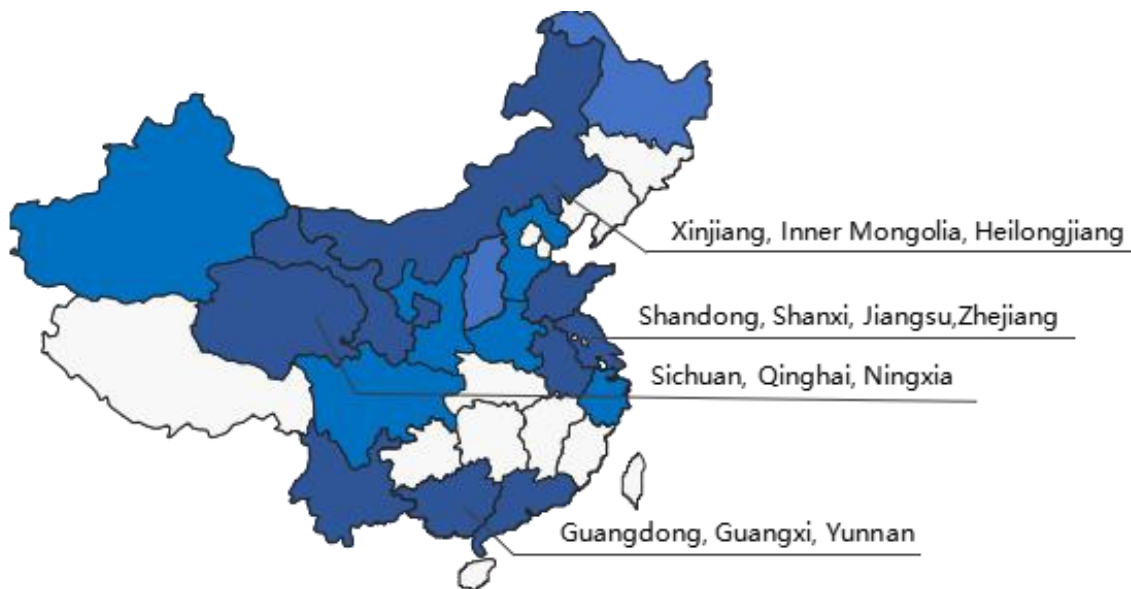 Xinjiang, Inner Mongolia, Heilongjiang
Shandong, Shanxi, Jiangsu,Zhejiang
Sichuan, Qinghai, Ningxia
Guangdong, Guangxi, Yunnan